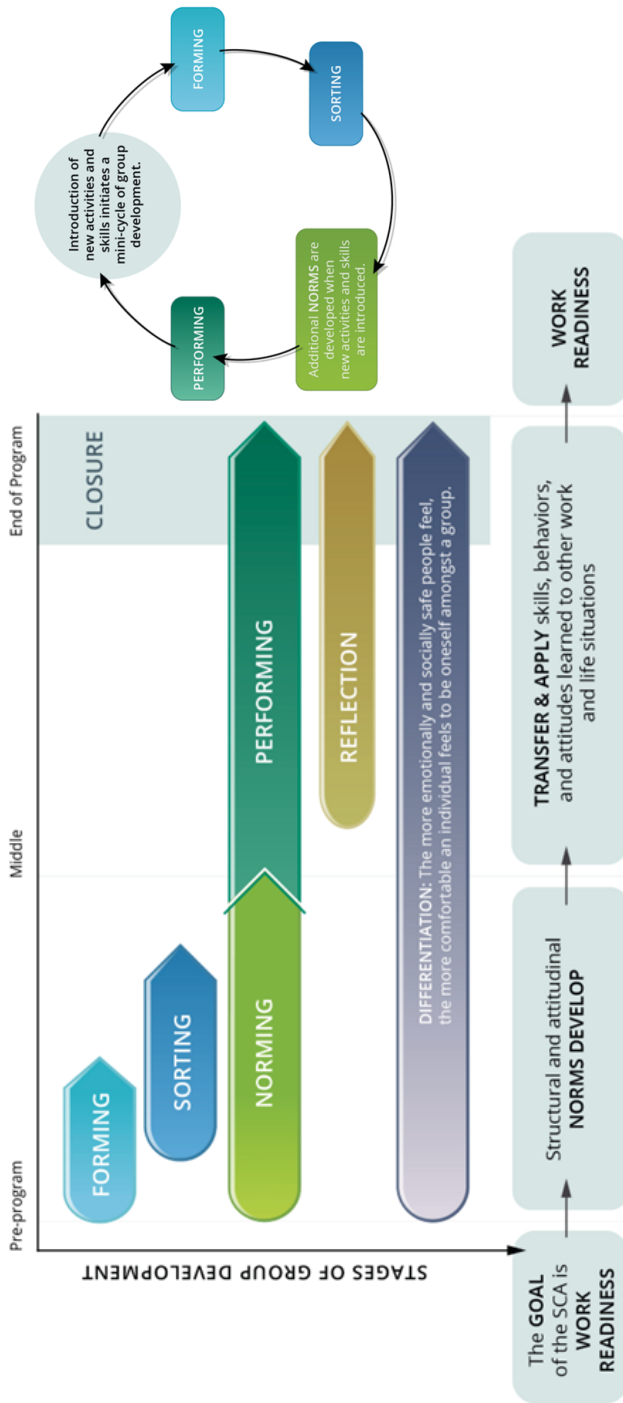 Pre-program
Middle
End of Program
STAGES OF GROUP DEVELOPMENT
FORMING
SORTING
NORMING
PERFORMING
REFLECTION
DIFFERENTIATION: The more emotionally and socially safe people feel,
the more comfortable an individual feels to be oneself amongst a group.
CLOSURE
The GOAL
of the SCA is
WORK
READINESS
Structural and attitudinal
NORMS DEVELOP
TRANSFER & APPLY skills, behaviors,
and attitudes learned to other work
and life situations
WORK
READINESS
Introduction of
new activities and
skills initiates a
mini-cycle of group
development.
FORMING
SORTING
Additional NORMS are
developed when
new activities and skills
are introduced.
PERFORMING